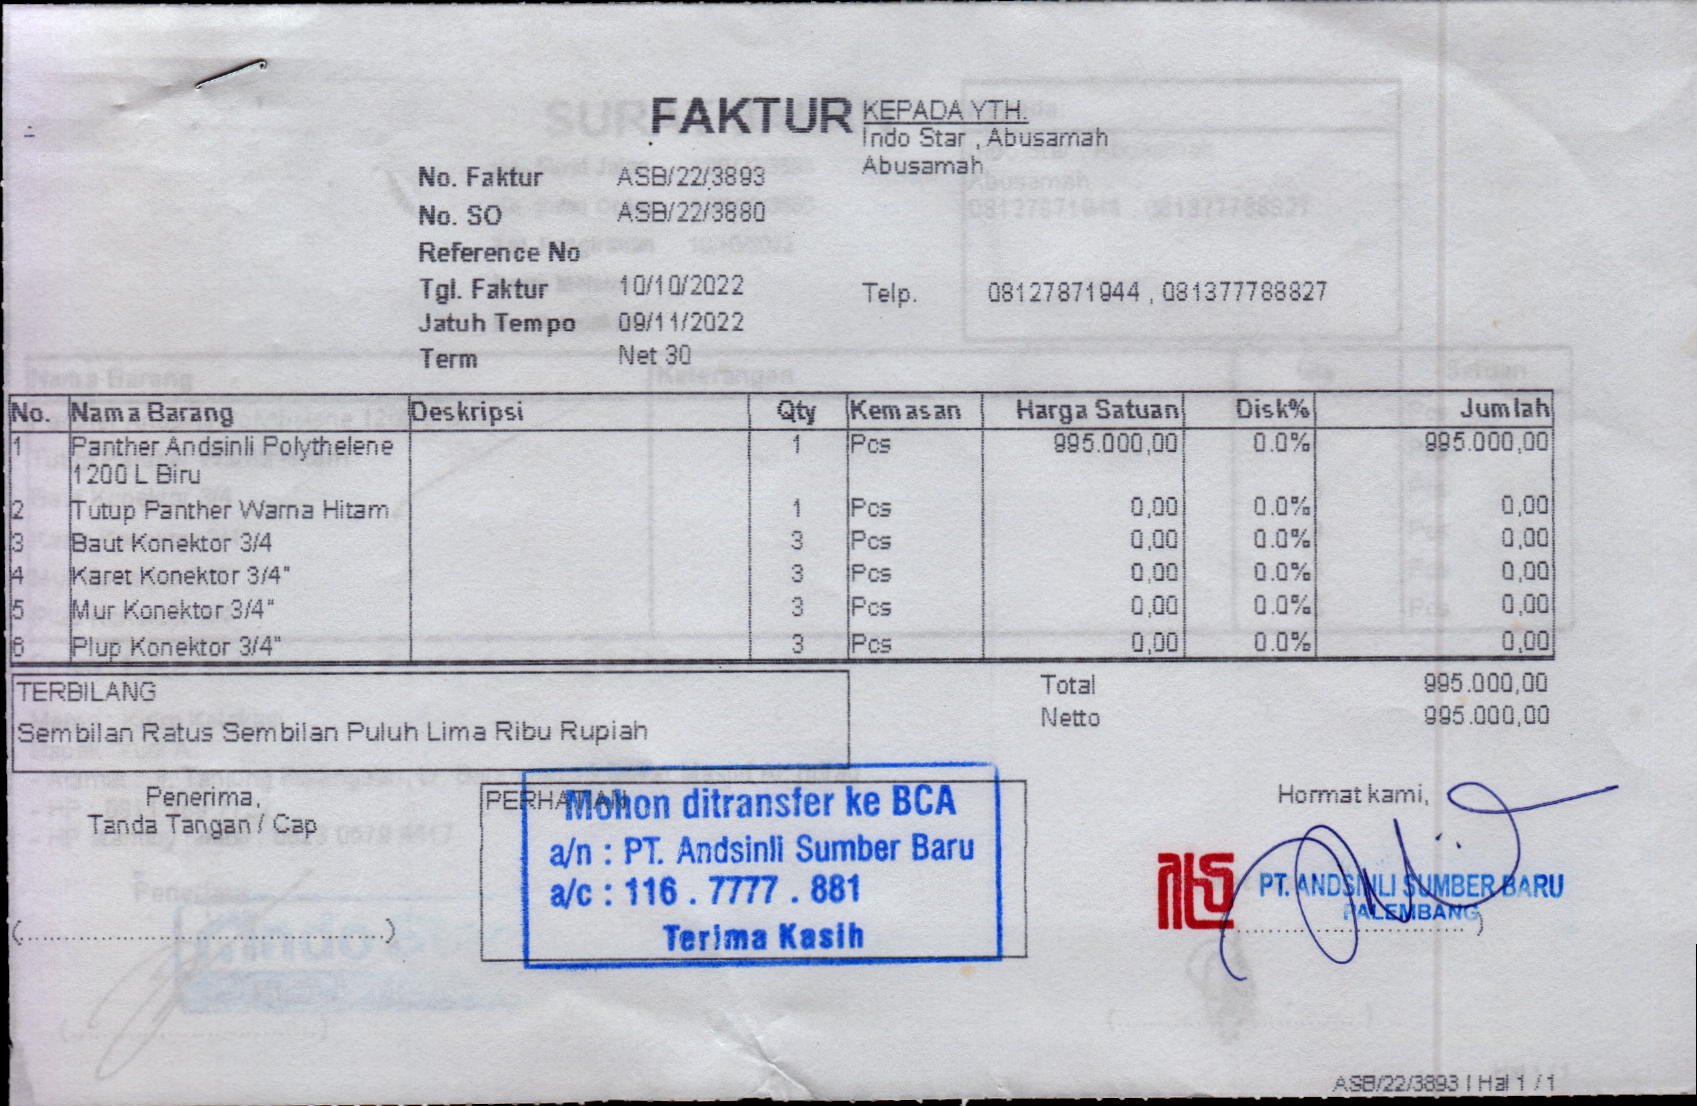 FAKTUR
KEPADA YTH.
Indo Star , Abusamah
Abusamah
No. Faktur ASB/22/3893
No. SO ASB/22/3880
Reference No
Tgl. Faktur 10/10/2022
Jatuh Tempo 09/11/2022
Term Net 30
Telp. 08127871944 , 081377788827
No. Nama Barang Deskripsi Qty Kemasan Harga Satuan Disk% Jumlah
1 Panther Andsinli Polythelene 1 Pcs 995.000,00 0.0% 995.000,00
1200 L Biru
2 Tutup Panther Warna Hitam 1 Pcs 0,00 0.0% 0,00
3 Baut Konektor 3/4 3 Pcs 0,00 0.0% 0,00
4 Karet Konektor 3/4" 3 Pcs 0,00 0.0% 0,00
5 Mur Konektor 3/4" 3 Pcs 0,00 0.0% 0,00
6 Plup Konektor 3/4" 3 Pcs 0,00 0.0% 0,00
TERBILANG
Sembilan Ratus Sembilan Puluh Lima Ribu Rupiah
Total 995.000,00
Netto 995.000,00
Penerima,
Tanda Tangan / Cap
(....................................................)
PERHATIAN
Mohon ditransfer ke BCA
a/n : PT. Andsinli Sumber Baru
a/c : 116 . 7777 . 881
Terima Kasih
Hormat kami,
PT. ANDSINLI SUMBER BARU
PALEMBANG
ASB/22/3893 | Hal 1 / 1